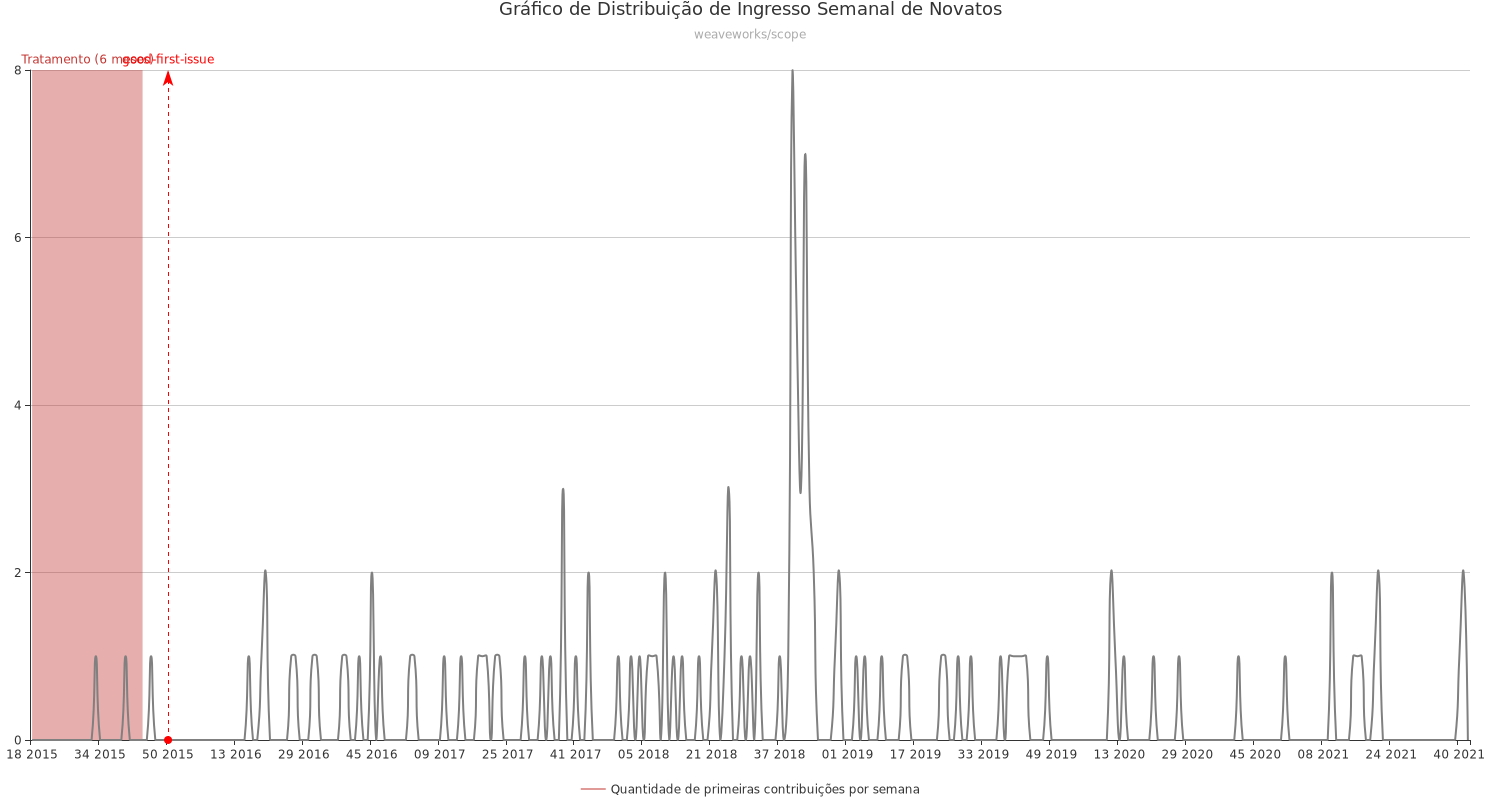 Gráfico de Distribuição de Ingresso Semanal de Novatos
weaveworks/scope
Tratamento (6 meses)
good-first-issue
8
6
4
2
0
18 2015 34 2015 50 2015 13 2016 29 2016 45 2016 09 2017 25 2017 41 2017 05 2018 21 2018 37 2018 01 2019 17 2019 33 2019 49 2019 13 2020 29 2020 45 2020 08 2021 24 2021 40 2021
Quantidade de primeiras contribuições por semana